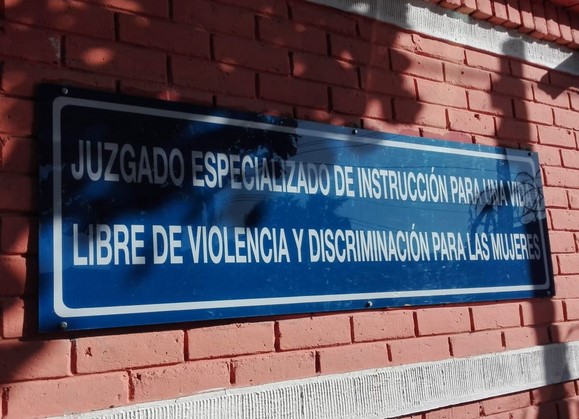 JUZGADO ESPECIALIZADO DE INSTRUCCIÓN PARA UNA VIDA
LIBRE DE VIOLENCIA Y DISCRIMINACIÓN PARA LAS MUJERES